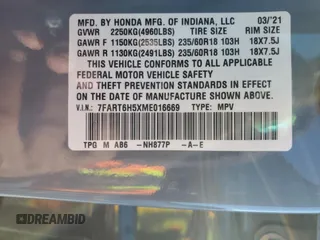 MFD. BY HONDA MFG. OF INDIANA, LLC 03/'21
GVWR 2250KG(4960LBS) TIRE SIZE RIM SIZE
GAWR F 1150KG(2535LBS) 235/60R18 103H 18X7.5J
GAWR R 1130KG(2491LBS) 235/60R18 103H 18X7.5J
THIS VEHICLE CONFORMS TO ALL APPLICABLE
FEDERAL MOTOR VEHICLE SAFETY AND THEFT
PREVENTION STANDARDS IN EFFECT ON THE
DATE OF MANUFACTURE SHOWN ABOVE.
V.I.N.: 7FART6H5XME016669 TYPE: MPV
TPG M AB6 -NH877P -A-E
DREAMBID